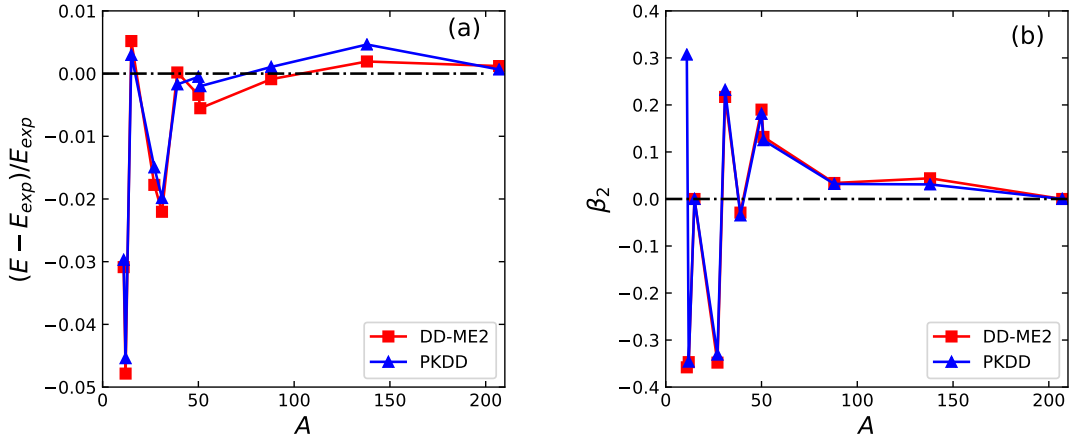 (a)
0.01
0.00
−0.01
−0.02
−0.03
−0.04
−0.05
(E − E_exp)/E_exp
0 50 100 150 200
A
DD-ME2
PKDD
(b)
0.4
0.3
0.2
0.1
0.0
−0.1
−0.2
−0.3
−0.4
β₂
0 50 100 150 200
A
DD-ME2
PKDD